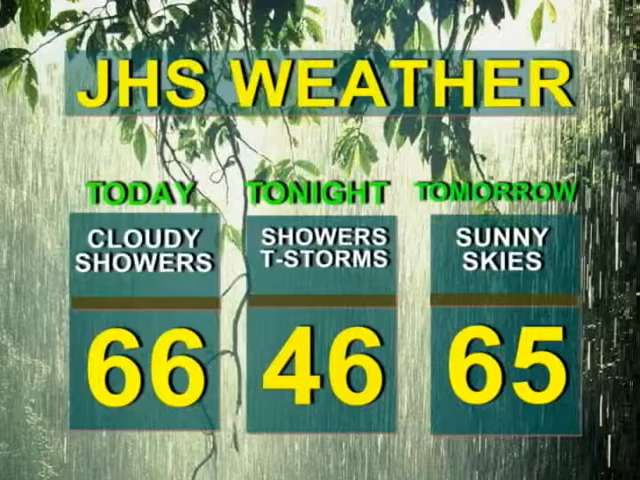 JHS WEATHER
TODAY
TONIGHT
TOMORROW
CLOUDY
SHOWERS
SHOWERS
T-STORMS
SUNNY
SKIES
66
46
65